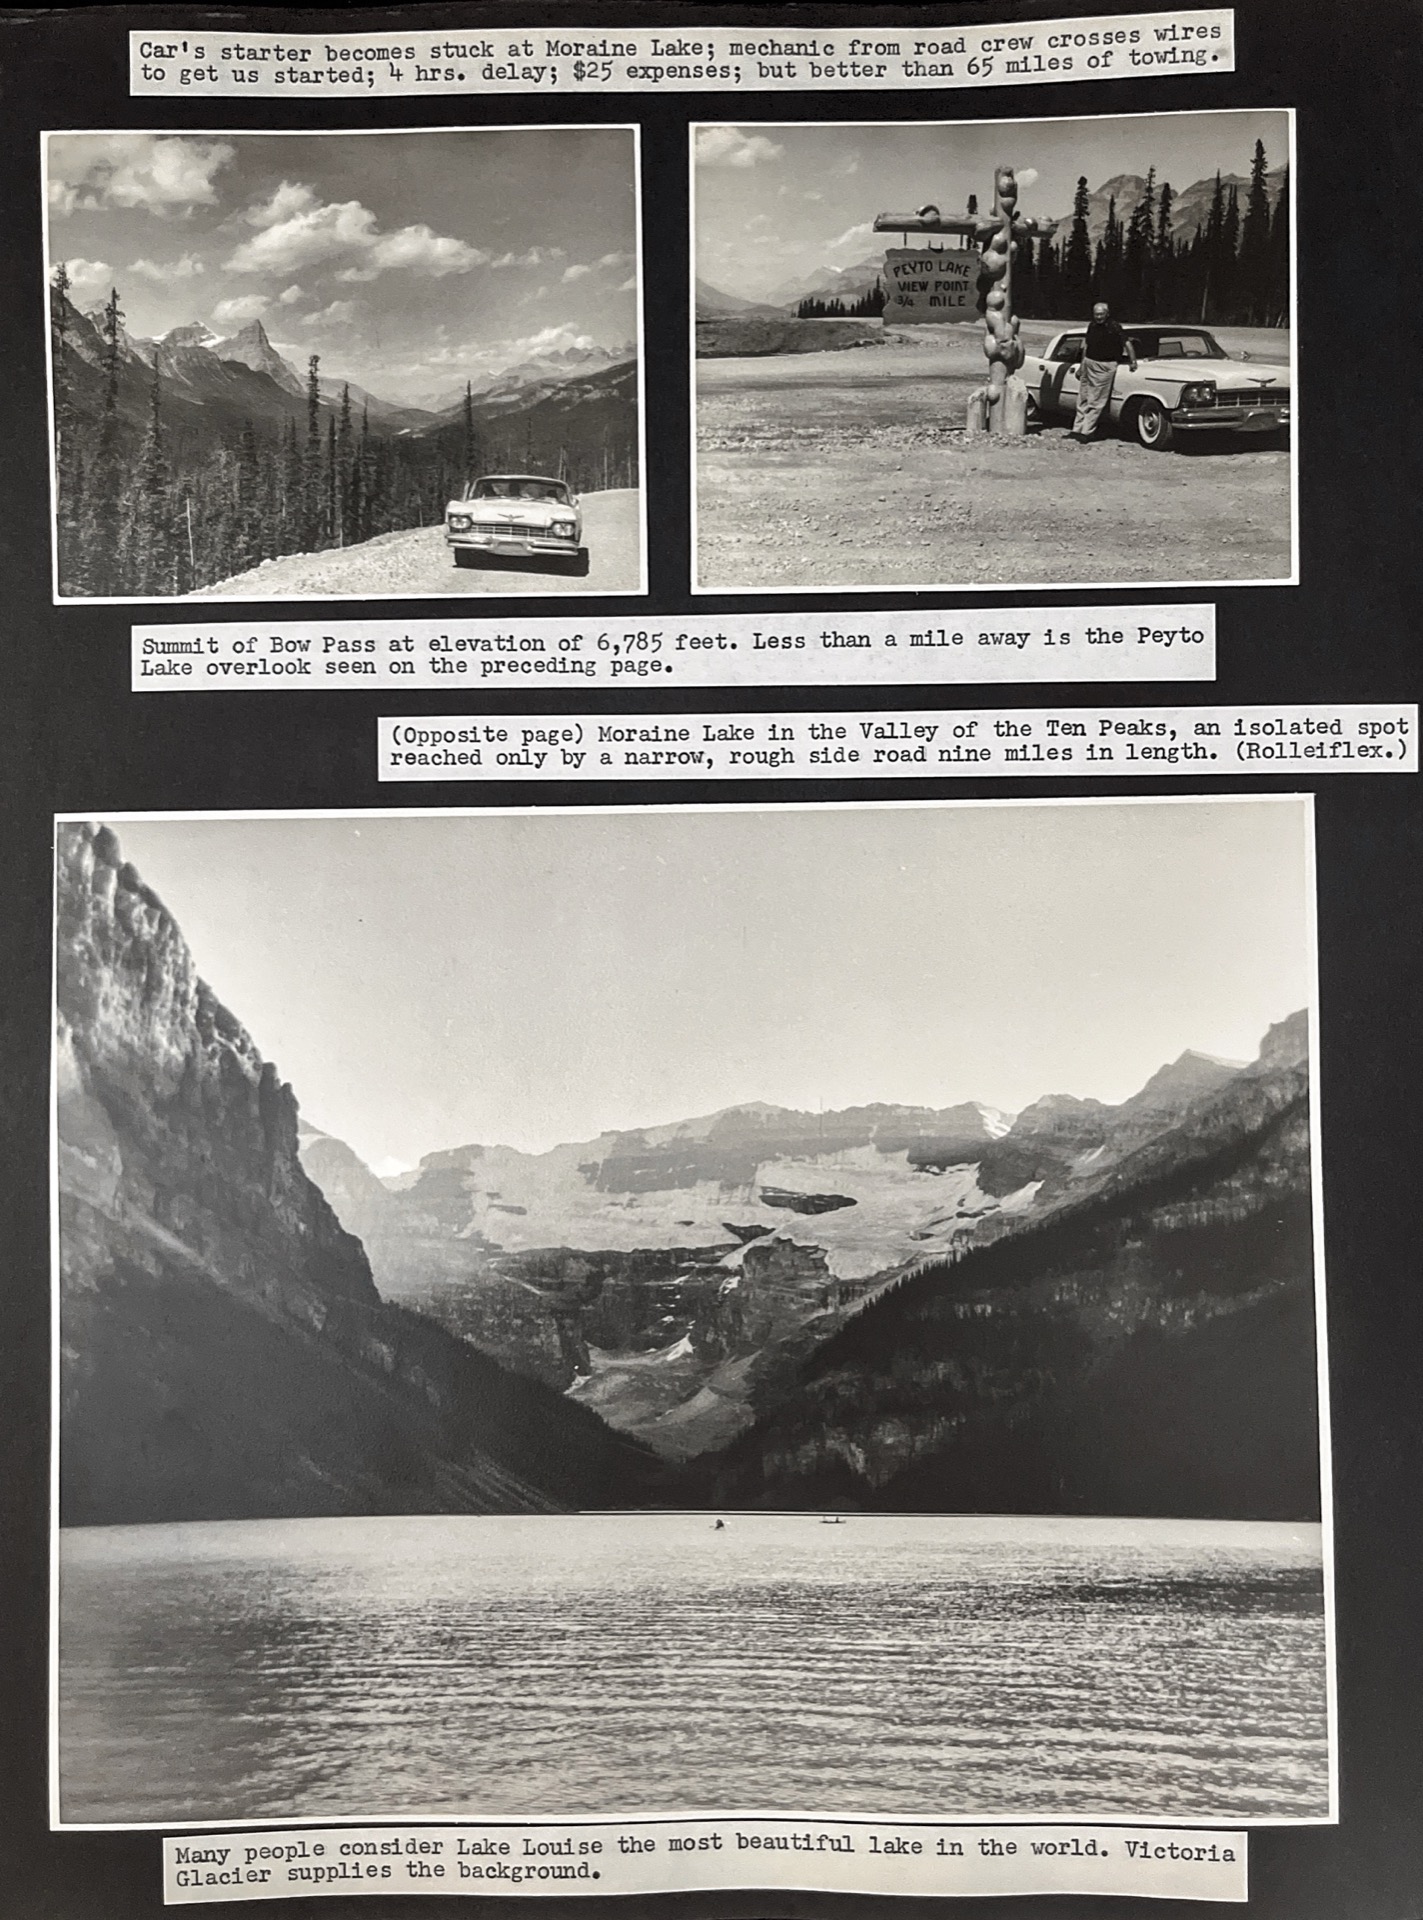 Car's starter becomes stuck at Moraine Lake; mechanic from road crew crosses wires
to get us started; 4 hrs. delay; $25 expenses; but better than 65 miles of towing.
PEYTO LAKE
VIEW POINT
3/4 MILE
Summit of Bow Pass at elevation of 6,785 feet. Less than a mile away is the Peyto
Lake overlook seen on the preceding page.
(Opposite page) Moraine Lake in the Valley of the Ten Peaks, an isolated spot
reached only by a narrow, rough side road nine miles in length. (Rolleiflex.)
Many people consider Lake Louise the most beautiful lake in the world. Victoria
Glacier supplies the background.